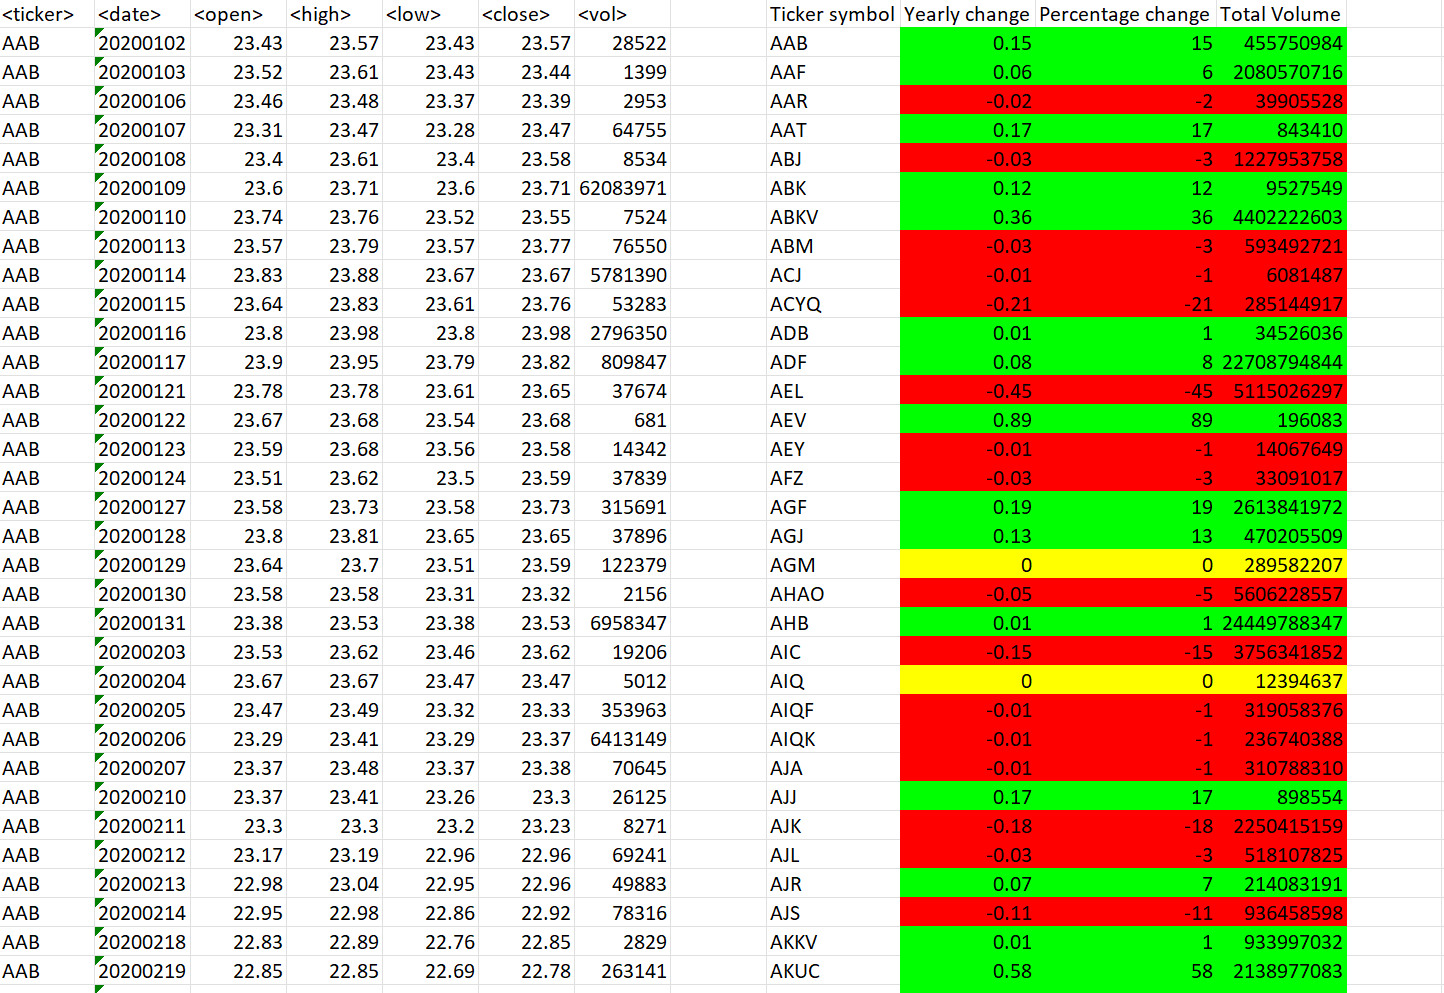 <ticker> <date> <open> <high> <low> <close> <vol> Ticker symbol Yearly change Percentage change Total Volume
AAB 20200102 23.43 23.57 23.43 23.57 28522 AAB 0.15 15 455750984
AAB 20200103 23.52 23.61 23.43 23.44 1399 AAF 0.06 6 2080570716
AAB 20200106 23.46 23.48 23.37 23.39 2953 AAR -0.02 -2 39905528
AAB 20200107 23.31 23.47 23.28 23.47 64755 AAT 0.17 17 843410
AAB 20200108 23.4 23.61 23.4 23.58 8534 ABJ -0.03 -3 1227953758
AAB 20200109 23.6 23.71 23.6 23.71 62083971 ABK 0.12 12 9527549
AAB 20200110 23.74 23.76 23.52 23.55 7524 ABKV 0.36 36 4402222603
AAB 20200113 23.57 23.79 23.57 23.77 76550 ABM -0.03 -3 593492721
AAB 20200114 23.83 23.88 23.67 23.67 5781390 ACJ -0.01 -1 6081487
AAB 20200115 23.64 23.83 23.61 23.76 53283 ACYQ -0.21 -21 285144917
AAB 20200116 23.8 23.98 23.8 23.98 2796350 ADB 0.01 1 34526036
AAB 20200117 23.9 23.95 23.79 23.82 809847 ADF 0.08 8 22708794844
AAB 20200121 23.78 23.78 23.61 23.65 37674 AEL -0.45 -45 5115026297
AAB 20200122 23.67 23.68 23.54 23.68 681 AEV 0.89 89 196083
AAB 20200123 23.59 23.68 23.56 23.58 14342 AEY -0.01 -1 14067649
AAB 20200124 23.51 23.62 23.5 23.59 37839 AFZ -0.03 -3 33091017
AAB 20200127 23.58 23.73 23.58 23.73 315691 AGF 0.19 19 2613841972
AAB 20200128 23.8 23.81 23.65 23.65 37896 AGJ 0.13 13 470205509
AAB 20200129 23.64 23.7 23.51 23.59 122379 AGM 0 0 289582207
AAB 20200130 23.58 23.58 23.31 23.32 2156 AHAO -0.05 -5 5606228557
AAB 20200131 23.38 23.53 23.38 23.53 6958347 AHB 0.01 1 24449788347
AAB 20200203 23.53 23.62 23.46 23.62 19206 AIC -0.15 -15 3756341852
AAB 20200204 23.67 23.67 23.47 23.47 5012 AIQ 0 0 12394637
AAB 20200205 23.47 23.49 23.32 23.33 353963 AIQF -0.01 -1 319058376
AAB 20200206 23.29 23.41 23.29 23.37 6413149 AIQK -0.01 -1 236740388
AAB 20200207 23.37 23.48 23.37 23.38 70645 AJA -0.01 -1 310788310
AAB 20200210 23.37 23.41 23.26 23.3 26125 AJJ 0.17 17 898554
AAB 20200211 23.3 23.3 23.2 23.23 8271 AJK -0.18 -18 2250415159
AAB 20200212 23.17 23.19 22.96 22.96 69241 AJL -0.03 -3 518107825
AAB 20200213 22.98 23.04 22.95 22.96 49883 AJR 0.07 7 214083191
AAB 20200214 22.95 22.98 22.86 22.92 78316 AJS -0.11 -11 936458598
AAB 20200218 22.83 22.89 22.76 22.85 2829 AKKV 0.01 1 933997032
AAB 20200219 22.85 22.85 22.69 22.78 263141 AKUC 0.58 58 2138977083